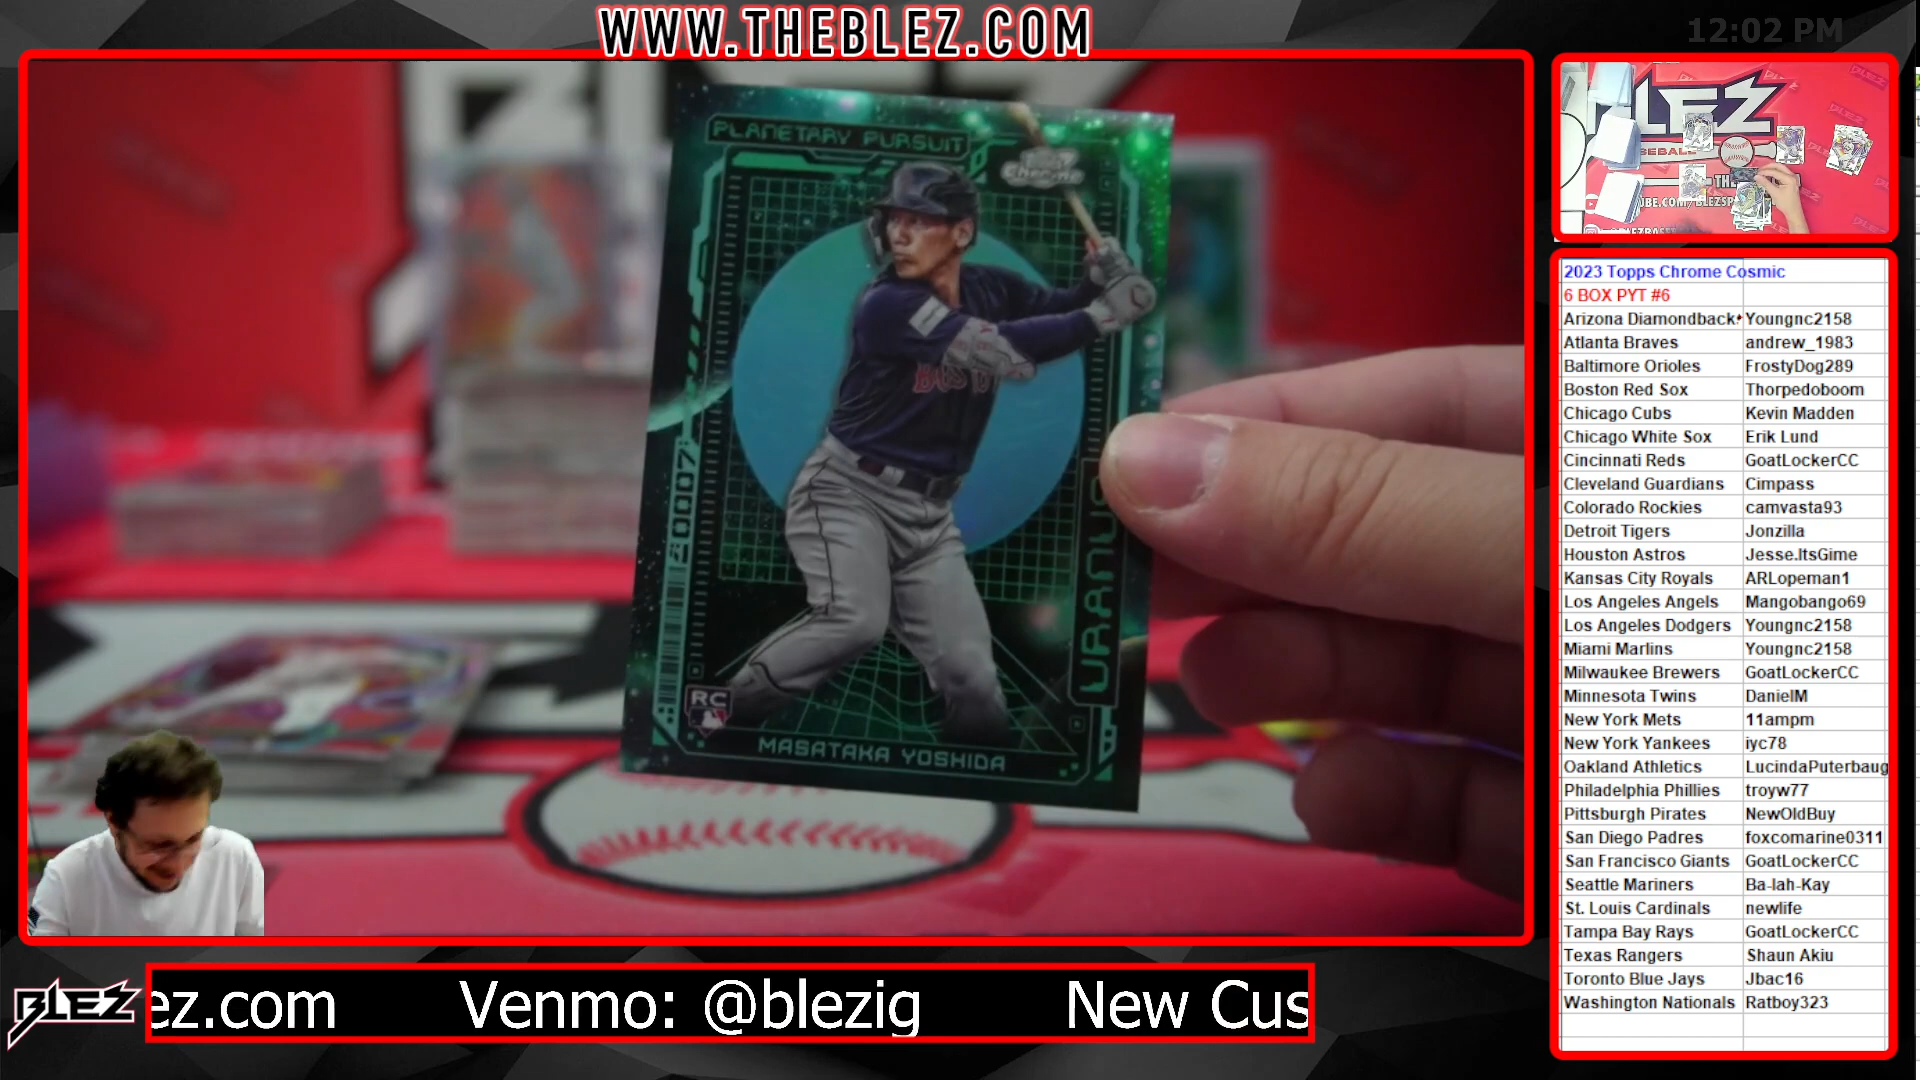 WWW.THEBLEZ.COM
12:02 PM
PLANETARY PURSUIT
Topps Chrome
BOSTON
0007
URANUS
RC
MASATAKA YOSHIDA
BLEZ
2023 Topps Chrome Cosmic
6 BOX PYT #6
Arizona Diamondback Youngnc2158
Atlanta Braves andrew_1983
Baltimore Orioles FrostyDog289
Boston Red Sox Thorpedoboom
Chicago Cubs Kevin Madden
Chicago White Sox Erik Lund
Cincinnati Reds GoatLockerCC
Cleveland Guardians Cimpass
Colorado Rockies camvasta93
Detroit Tigers Jonzilla
Houston Astros Jesse.ItsGime
Kansas City Royals ARLopeman1
Los Angeles Angels Mangobango69
Los Angeles Dodgers Youngnc2158
Miami Marlins Youngnc2158
Milwaukee Brewers GoatLockerCC
Minnesota Twins DanielM
New York Mets 11ampm
New York Yankees iyc78
Oakland Athletics LucindaPuterbaug
Philadelphia Phillies troyw77
Pittsburgh Pirates NewOldBuy
San Diego Padres foxcomarine0311
San Francisco Giants GoatLockerCC
Seattle Mariners Ba-lah-Kay
St. Louis Cardinals newlife
Tampa Bay Rays GoatLockerCC
Texas Rangers Shaun Akiu
Toronto Blue Jays Jbac16
Washington Nationals Ratboy323
BLEZ
ez.com Venmo: @blezig New Cus